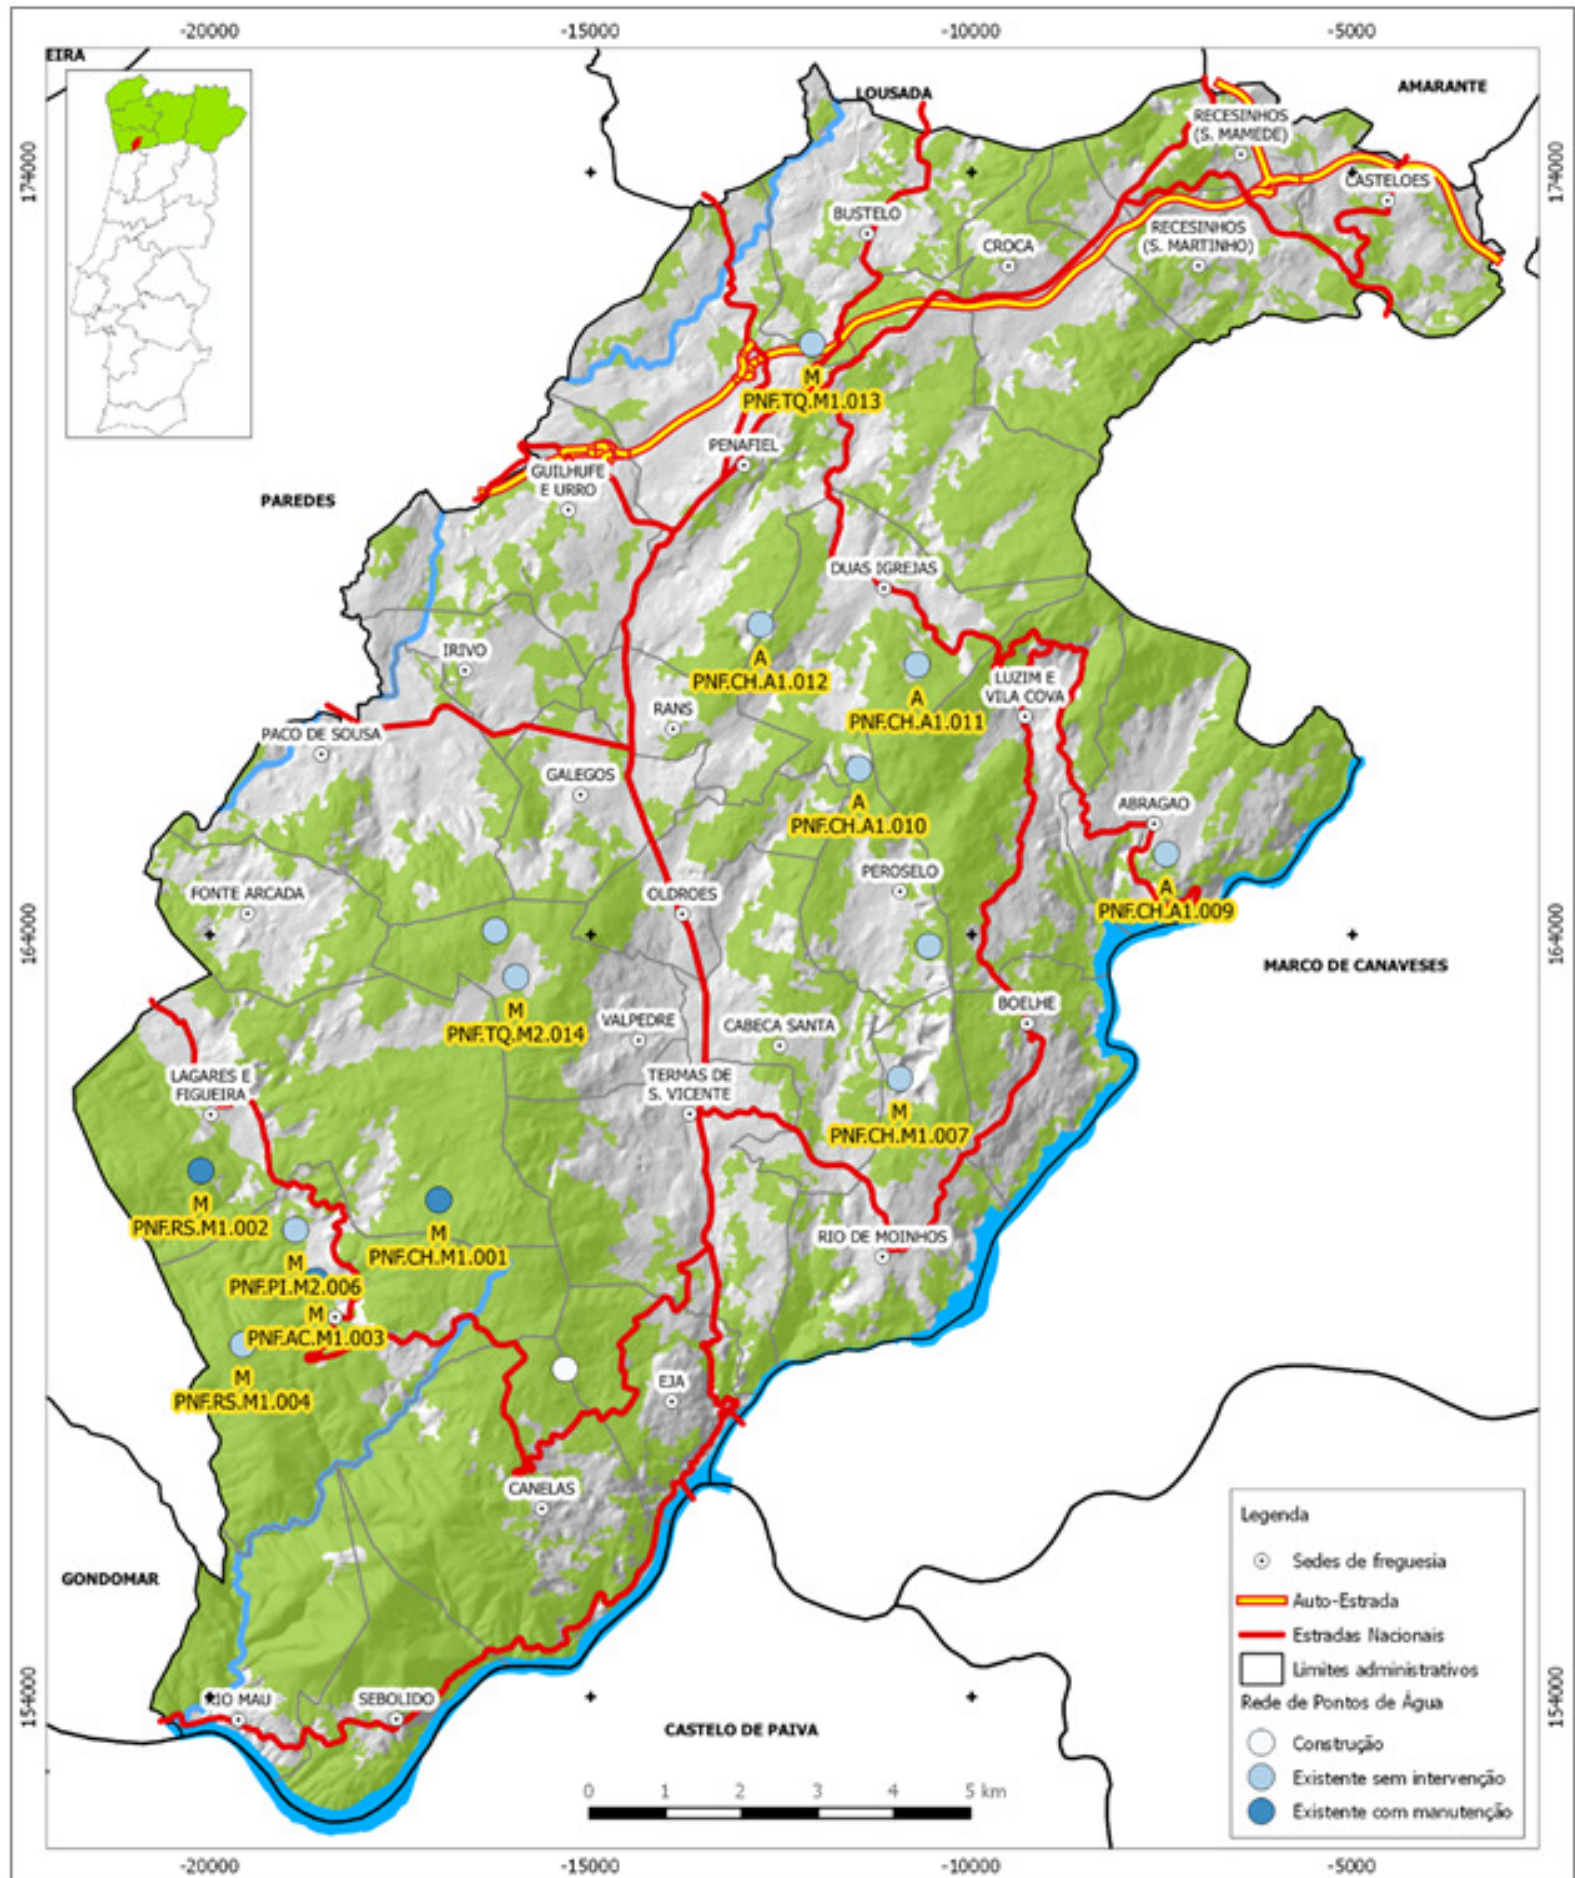 -20000
-15000
-10000
-5000
EIRA
LOUSADA
AMARANTE
RECESINHOS
(S. MAMEDE)
174000
174000
CASTELOES
BUSTELO
CROCA
RECESINHOS
(S. MARTINHO)
M
PNF.TQ.M1.013
PENAFIEL
GUILHUFE
E URRO
PAREDES
DUAS IGREJAS
IRIVO
A
PNF.CH.A1.012
LUZIM E
VILA COVA
A
PNF.CH.A1.011
RANS
PACO DE SOUSA
GALEGOS
A
PNF.CH.A1.010
ABRAGAO
PEROSELO
FONTE ARCADA
OLDROES
A
PNF.CH.A1.009
164000
164000
MARCO DE CANAVESES
BOELHE
M
PNF.TQ.M2.014
VALPEDRE
CABECA SANTA
LAGARES E
FIGUEIRA
TERMAS DE
S. VICENTE
M
PNF.CH.M1.007
M
PNF.RS.M1.002
M
PNF.CH.M1.001
RIO DE MOINHOS
M
PNF.PI.M2.006
M
PNF.AC.M1.003
M
PNF.RS.M1.004
EJA
CANELAS
GONDOMAR
RIO MAU
SEBOLIDO
154000
154000
CASTELO DE PAIVA
0 1 2 3 4 5 km
Legenda
Sedes de freguesia
Auto-Estrada
Estradas Nacionais
Limites administrativos
Rede de Pontos de Água
Construção
Existente sem intervenção
Existente com manutenção
-20000
-15000
-10000
-5000